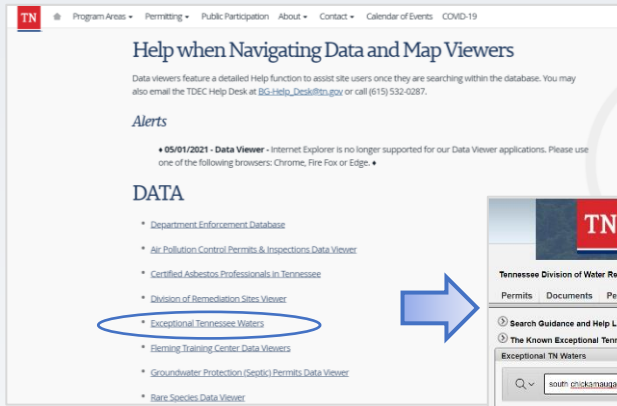 TN Program Areas Permitting Public Participation About Contact Calendar of Events COVID-19
Help when Navigating Data and Map Viewers
Data viewers feature a detailed Help function to assist site users once they are searching within the database. You may
also email the TDEC Help Desk at BG-Help_Desk@tn.gov or call (615) 532-0287.
Alerts
♦ 05/01/2021 - Data Viewer - Internet Explorer is no longer supported for our Data Viewer applications. Please use
one of the following browsers: Chrome, Fire Fox or Edge. ♦
DATA
* Department Enforcement Database
* Air Pollution Control Permits & Inspections Data Viewer
* Certified Asbestos Professionals in Tennessee
* Division of Remediation Sites Viewer
* Exceptional Tennessee Waters
* Fleming Training Center Data Viewers
* Groundwater Protection (Septic) Permits Data Viewer
* Rare Species Data Viewer
TN
Tennessee Division of Water Re
Permits Documents Pe
Search Guidance and Help L
The Known Exceptional Tenn
Exceptional TN Waters
south chickamauga